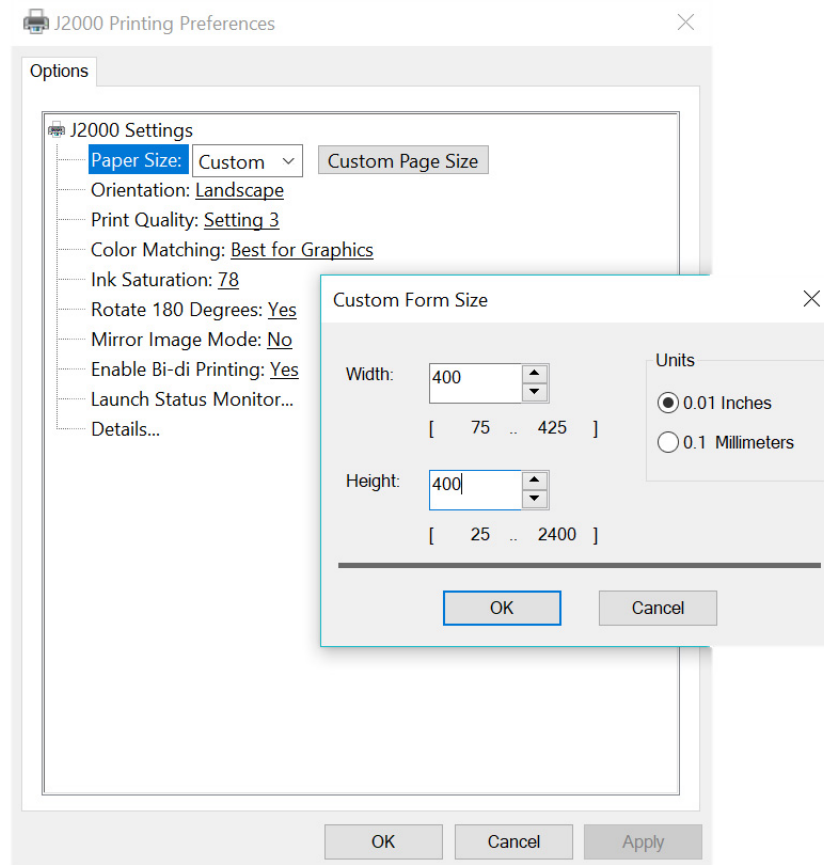 J2000 Printing Preferences
Options
J2000 Settings
Paper Size: Custom Custom Page Size
Orientation: Landscape
Print Quality: Setting 3
Color Matching: Best for Graphics
Ink Saturation: 78
Rotate 180 Degrees: Yes
Mirror Image Mode: No
Enable Bi-di Printing: Yes
Launch Status Monitor...
Details...
Custom Form Size
Width: 400
[ 75 .. 425 ]
Height: 400
[ 25 .. 2400 ]
Units
0.01 Inches
0.1 Millimeters
OK Cancel
OK Cancel Apply